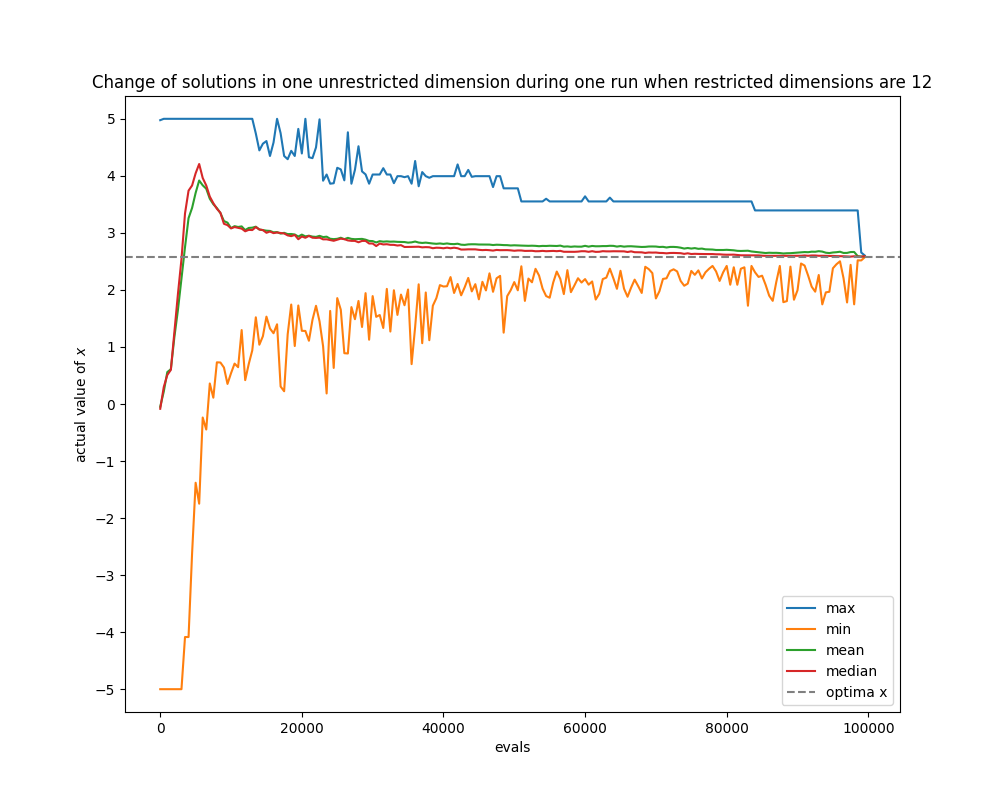 Change of solutions in one unrestricted dimension during one run when restricted dimensions are 12
5
4
3
2
1
0
−1
−2
−3
−4
−5
actual value of x
0 20000 40000 60000 80000 100000
evals
max
min
mean
median
optima x